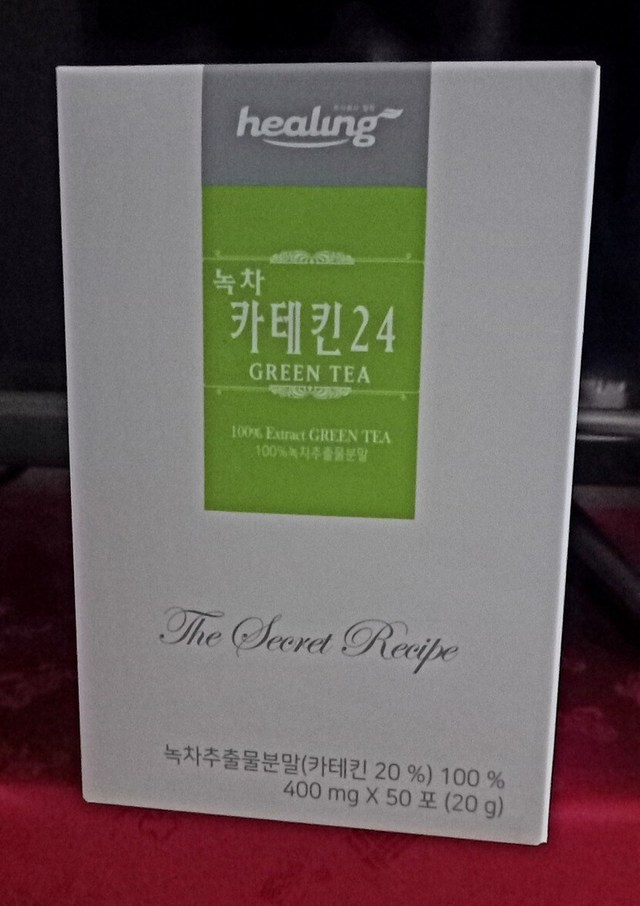 healing
녹차
카테킨24
GREEN TEA
100% Extract GREEN TEA
100%녹차추출물분말
The Secret Recipe
녹차추출물분말(카테킨 20 %) 100 %
400 mg X 50 포 (20 g)